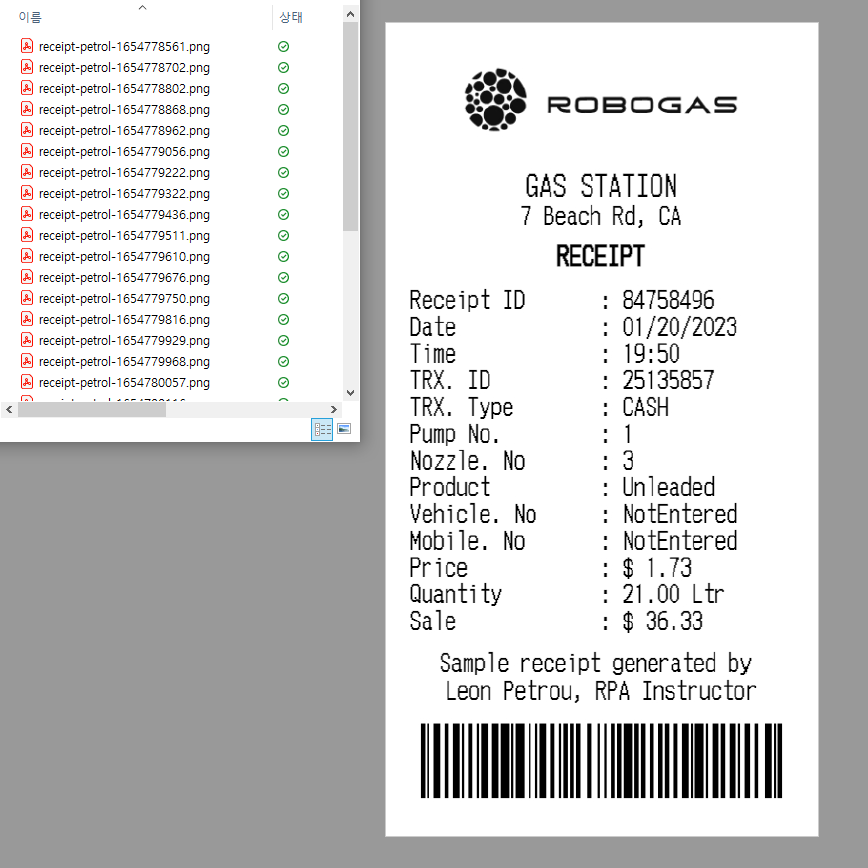 이름 상태
receipt-petrol-1654778561.png
receipt-petrol-1654778702.png
receipt-petrol-1654778802.png
receipt-petrol-1654778868.png
receipt-petrol-1654778962.png
receipt-petrol-1654779056.png
receipt-petrol-1654779222.png
receipt-petrol-1654779322.png
receipt-petrol-1654779436.png
receipt-petrol-1654779511.png
receipt-petrol-1654779610.png
receipt-petrol-1654779676.png
receipt-petrol-1654779750.png
receipt-petrol-1654779816.png
receipt-petrol-1654779929.png
receipt-petrol-1654779968.png
receipt-petrol-1654780057.png
ROBOGAS
GAS STATION
7 Beach Rd, CA
RECEIPT
Receipt ID : 84758496
Date : 01/20/2023
Time : 19:50
TRX. ID : 25135857
TRX. Type : CASH
Pump No. : 1
Nozzle. No : 3
Product : Unleaded
Vehicle. No : NotEntered
Mobile. No : NotEntered
Price : $ 1.73
Quantity : 21.00 Ltr
Sale : $ 36.33
Sample receipt generated by
Leon Petrou, RPA Instructor